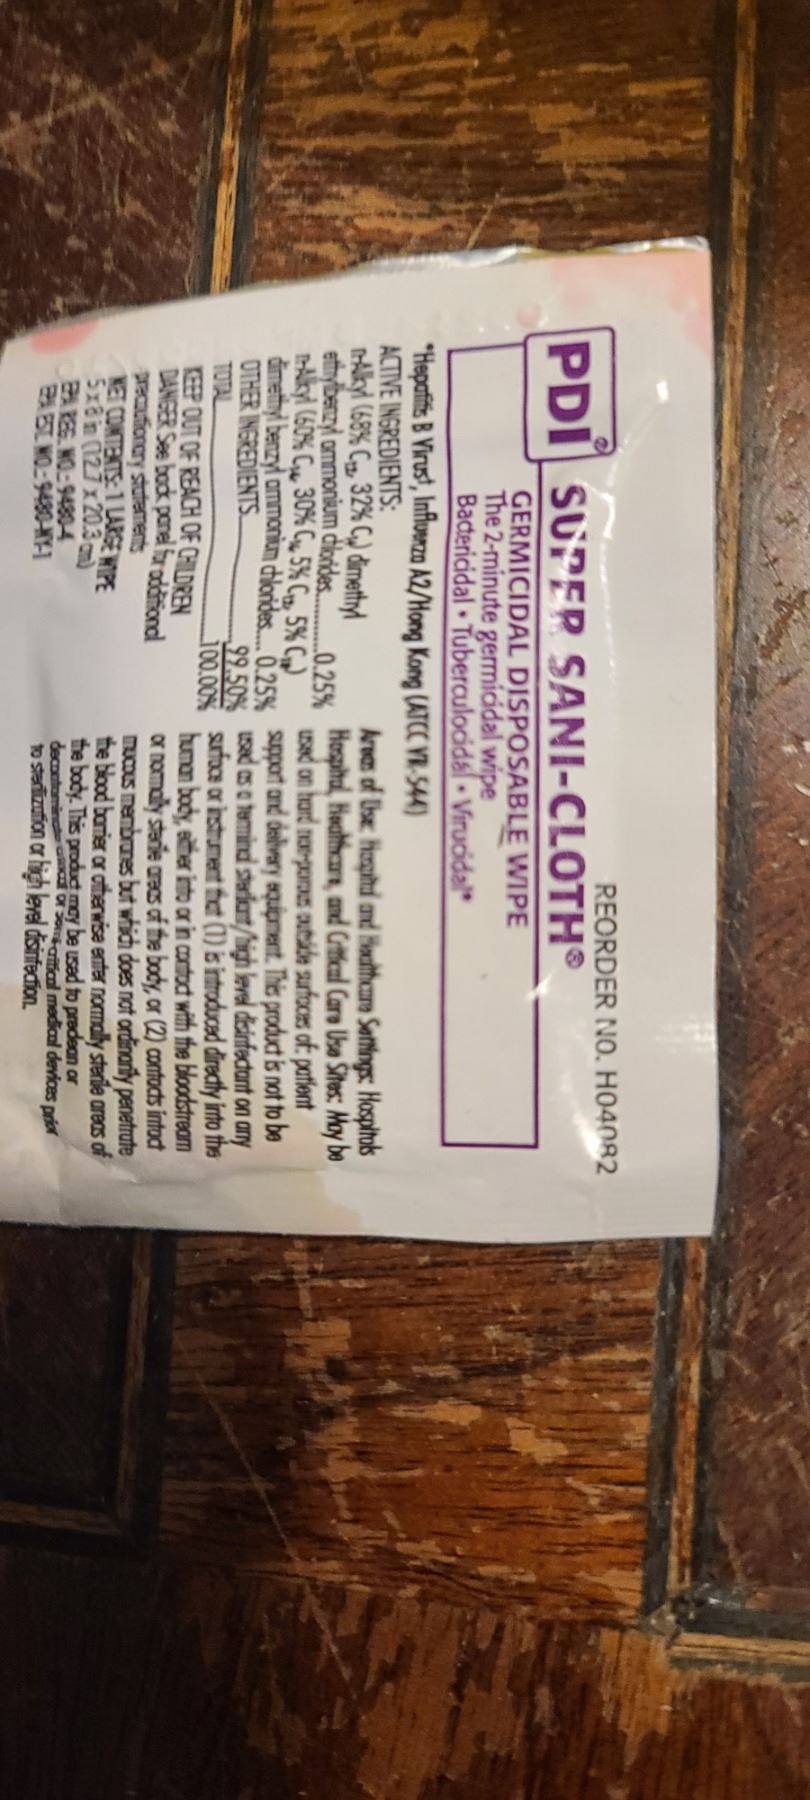 REORDER NO. H04082
PDI® SUPER SANI-CLOTH®
GERMICIDAL DISPOSABLE WIPE
The 2-minute germicidal wipe
Bactericidal • Tuberculocidal • Virucidal*
*Hepatitis B Virus†, Influenza A2/Hong Kong (ATCC VR-544)
ACTIVE INGREDIENTS:
n-Alkyl (68% C12, 32% C14) dimethyl
ethylbenzyl ammonium chlorides............0.25%
n-Alkyl (60% C14, 30% C16, 5% C12, 5% C18)
dimethyl benzyl ammonium chlorides.... 0.25%
OTHER INGREDIENTS 99.50%
TOTAL 100.00%
KEEP OUT OF REACH OF CHILDREN
DANGER See back panel for additional
precautionary statements
NET CONTENTS: 1 LARGE WIPE
5 x 8 in (12.7 x 20.3 cm)
EPA REG. NO.- 9480-4
EPA EST. NO.- 9480-NY-1
Areas of Use: Hospital and Healthcare Settings: Hospitals
Hospital, Healthcare, and Critical Care Use Sites: May be
used on hard non-porous outside surfaces of: patient
support and delivery equipment. This product is not to be
used as a terminal sterilant/high level disinfectant on any
surface or instrument that (1) is introduced directly into the
human body, either into or in contact with the bloodstream
or normally sterile areas of the body, or (2) contacts intact
mucous membranes but which does not ordinarily penetrate
the blood barrier or otherwise enter normally sterile areas of
the body. This product may be used to preclean or
decontaminate critical or semi-critical medical devices prior
to sterilization or high level disinfection.